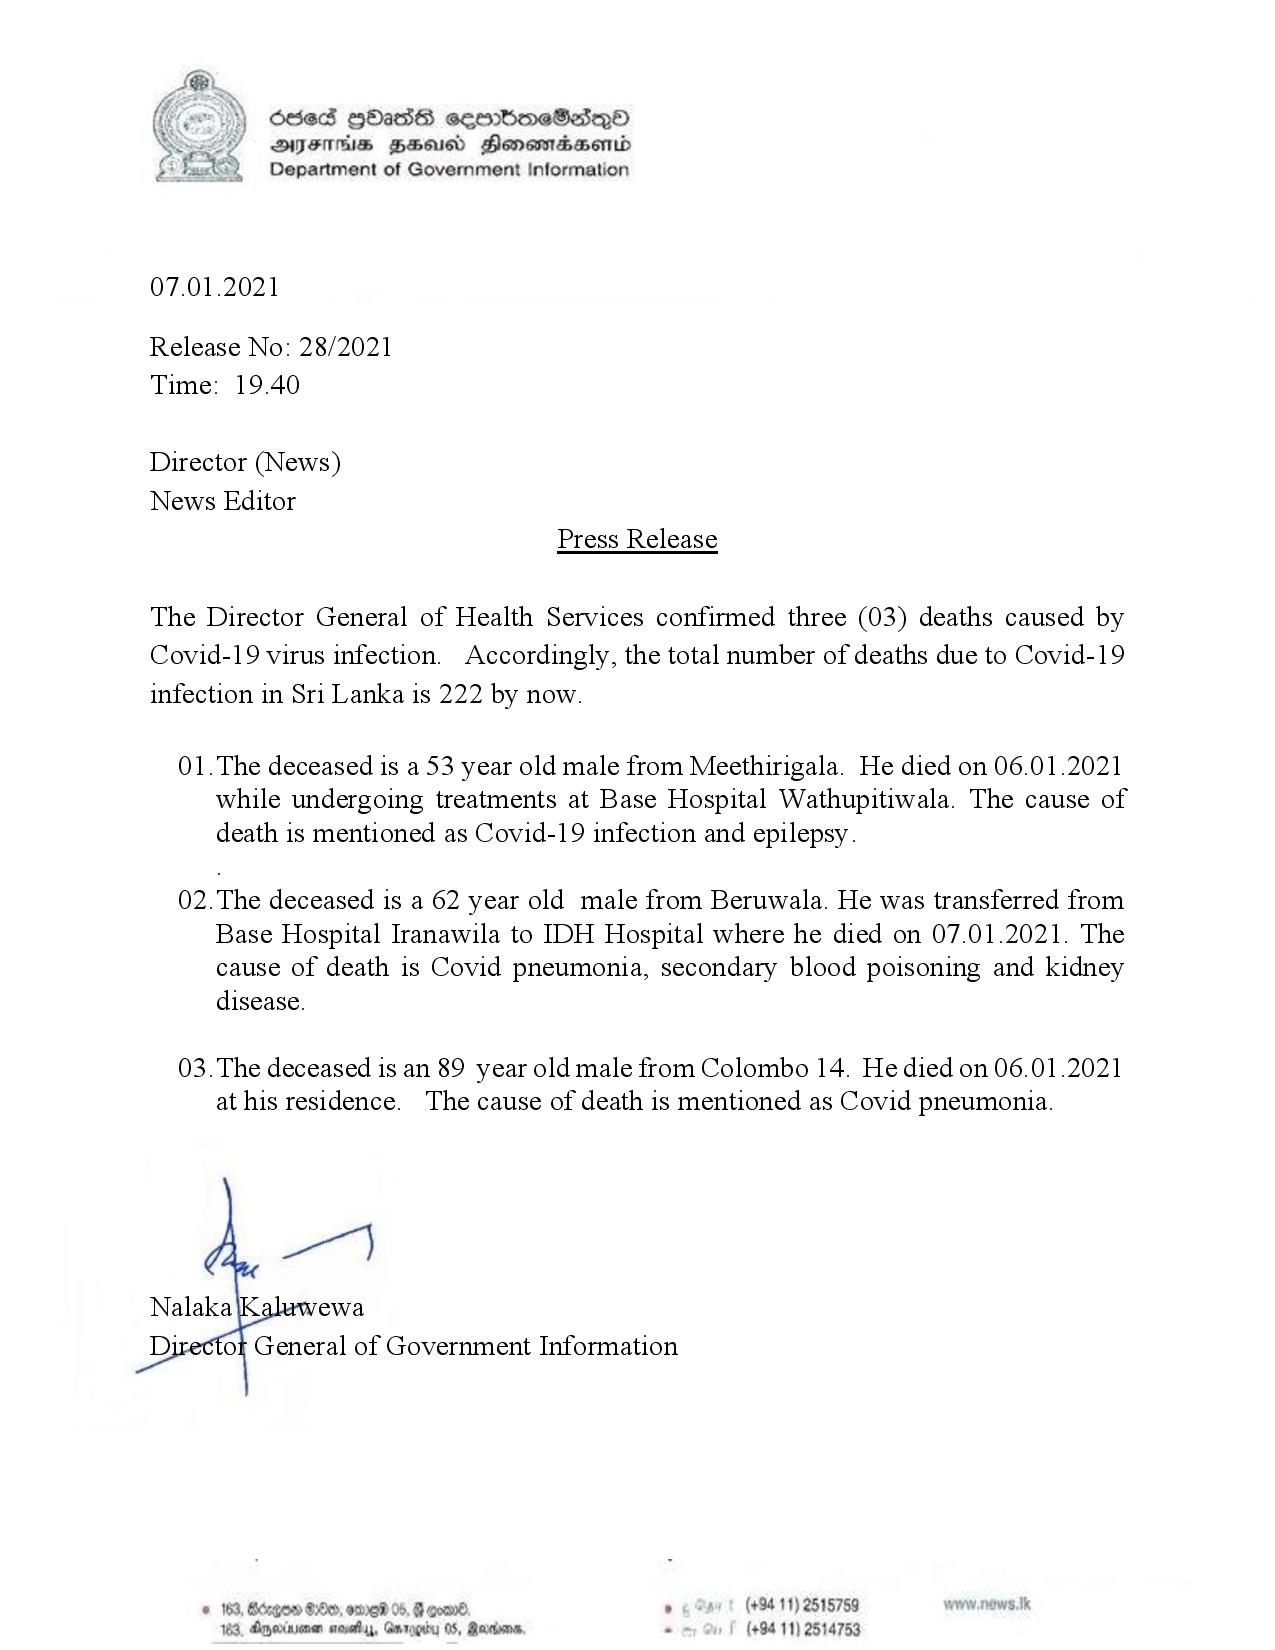 රජයේ ප්‍රවෘත්ති දෙපාර්තමේන්තුව
அரசாங்க தகவல் திணைக்களம்
Department of Government Information
07.01.2021
Release No: 28/2021
Time: 19.40
Director (News)
News Editor
Press Release
The Director General of Health Services confirmed three (03) deaths caused by
Covid-19 virus infection. Accordingly, the total number of deaths due to Covid-19
infection in Sri Lanka is 222 by now.
01. The deceased is a 53 year old male from Meethirigala. He died on 06.01.2021
while undergoing treatments at Base Hospital Wathupitiwala. The cause of
death is mentioned as Covid-19 infection and epilepsy.
.
02. The deceased is a 62 year old male from Beruwala. He was transferred from
Base Hospital Iranawila to IDH Hospital where he died on 07.01.2021. The
cause of death is Covid pneumonia, secondary blood poisoning and kidney
disease.
03. The deceased is an 89 year old male from Colombo 14. He died on 06.01.2021
at his residence. The cause of death is mentioned as Covid pneumonia.
Nalaka Kaluwewa
Director General of Government Information
163, කිරුලපන මාවත, කොළඹ 05, ශ්‍රී ලංකාව.
163, கிருலப்பனை எவனியூ, கொழும்பு 05, இலங்கை.
(+94 11) 2515759
(+94 11) 2514753
www.news.lk